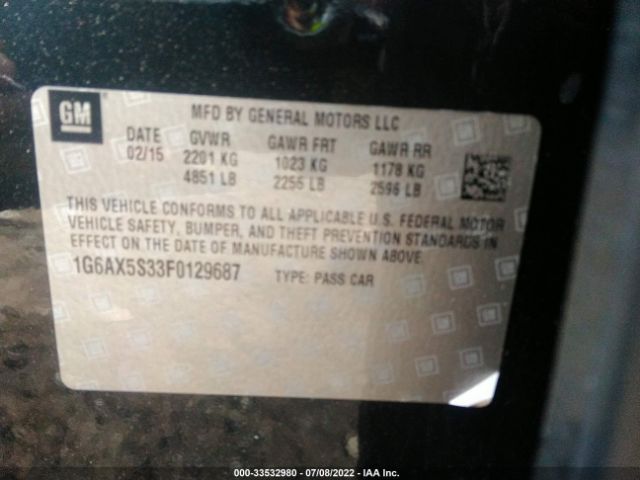 GM
MFD BY GENERAL MOTORS LLC
DATE GVWR GAWR FRT GAWR RR
02/15 2201 KG 1023 KG 1178 KG
4851 LB 2255 LB 2596 LB
THIS VEHICLE CONFORMS TO ALL APPLICABLE U.S. FEDERAL MOTOR
VEHICLE SAFETY, BUMPER, AND THEFT PREVENTION STANDARDS IN
EFFECT ON THE DATE OF MANUFACTURE SHOWN ABOVE.
1G6AX5S33F0129687 TYPE: PASS CAR
000-33532980 - 07/08/2022 - IAA Inc.